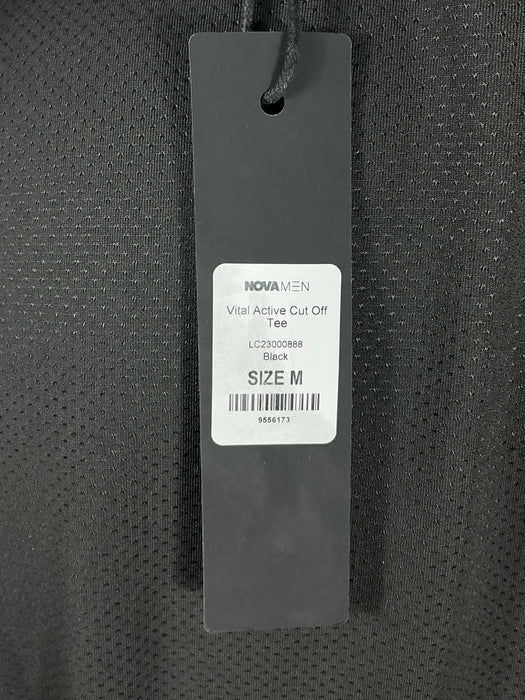 NOVAMEN
Vital Active Cut Off
Tee
LC23000888
Black
SIZE M
9556173